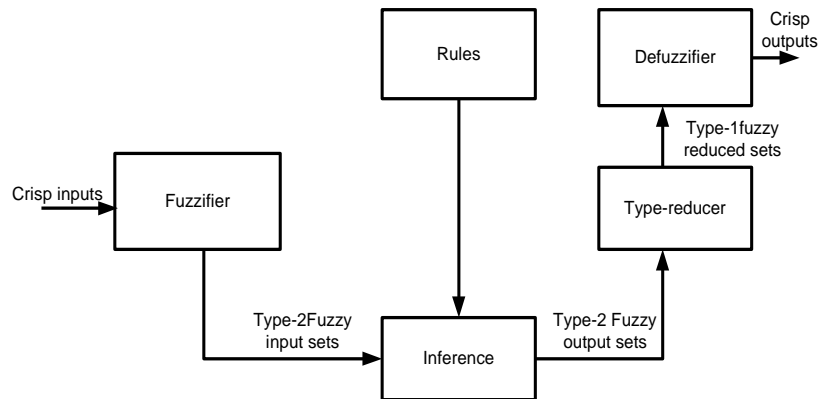 Crisp
outputs
Rules
Defuzzifier
Type-1fuzzy
reduced sets
Crisp inputs
Fuzzifier
Type-reducer
Type-2Fuzzy
input sets
Inference
Type-2 Fuzzy
output sets